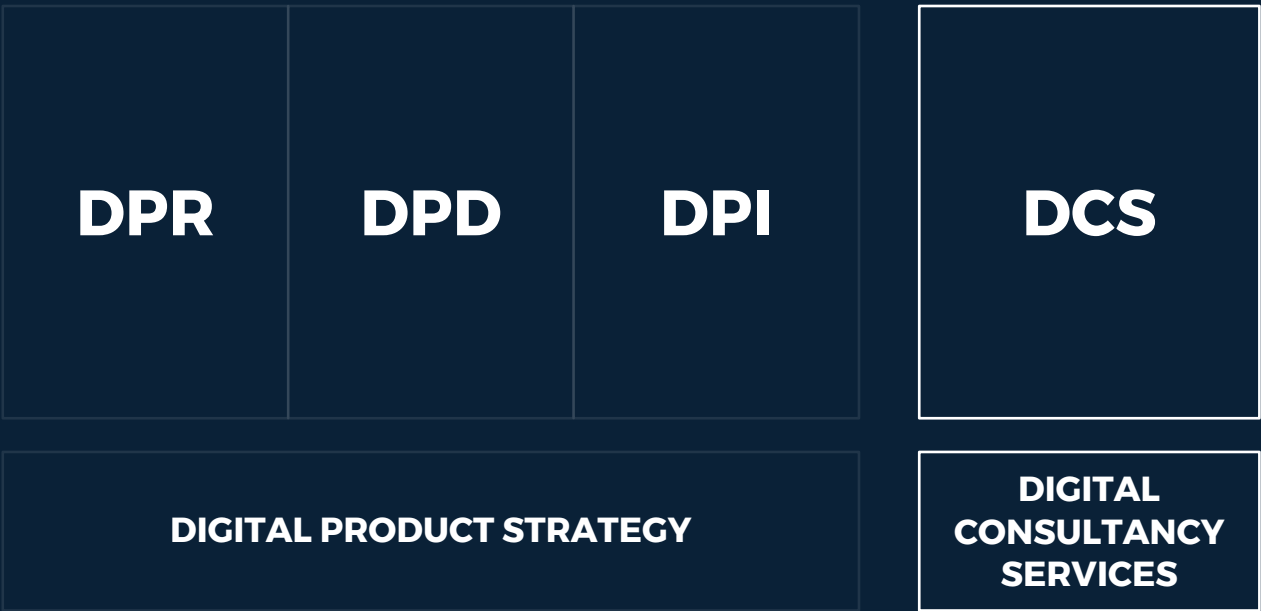 DPR
DPD
DPI
DCS
DIGITAL PRODUCT STRATEGY
DIGITAL
CONSULTANCY
SERVICES